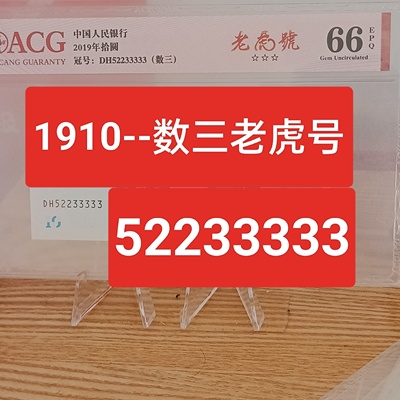 ACG
CANG GUARANTY
中国人民银行
2019年拾圆
冠号：DH52233333（数三）
老虎號
☆☆☆
66
EPQ
Gem Uncirculated
1910--数三老虎号
DH52233333
52233333